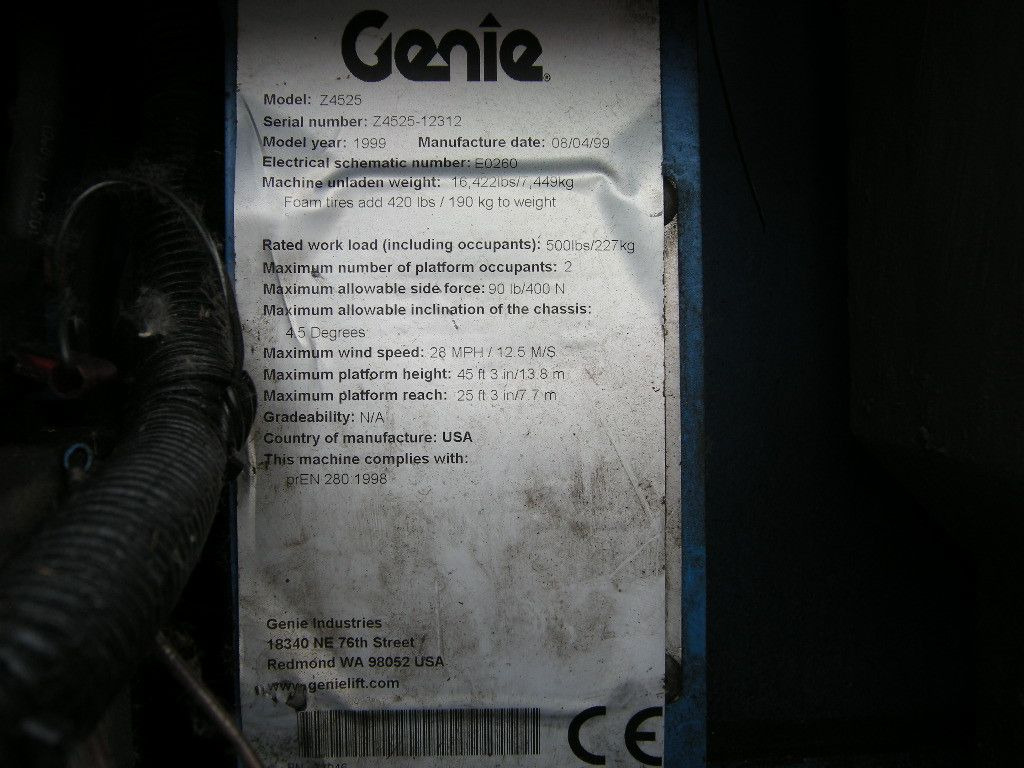 Genie
Model: Z4525
Serial number: Z4525-12312
Model year: 1999 Manufacture date: 08/04/99
Electrical schematic number: E0260
Machine unladen weight: 16,422lbs/7,449kg
Foam tires add 420 lbs / 190 kg to weight
Rated work load (including occupants): 500lbs/227kg
Maximum number of platform occupants: 2
Maximum allowable side force: 90 lb/400 N
Maximum allowable inclination of the chassis:
4.5 Degrees
Maximum wind speed: 28 MPH / 12.5 M/S
Maximum platform height: 45 ft 3 in/13.8 m
Maximum platform reach: 25 ft 3 in/7.7 m
Gradeability: N/A
Country of manufacture: USA
This machine complies with:
prEN 280:1998
Genie Industries
18340 NE 76th Street
Redmond WA 98052 USA
www.genielift.com
CE